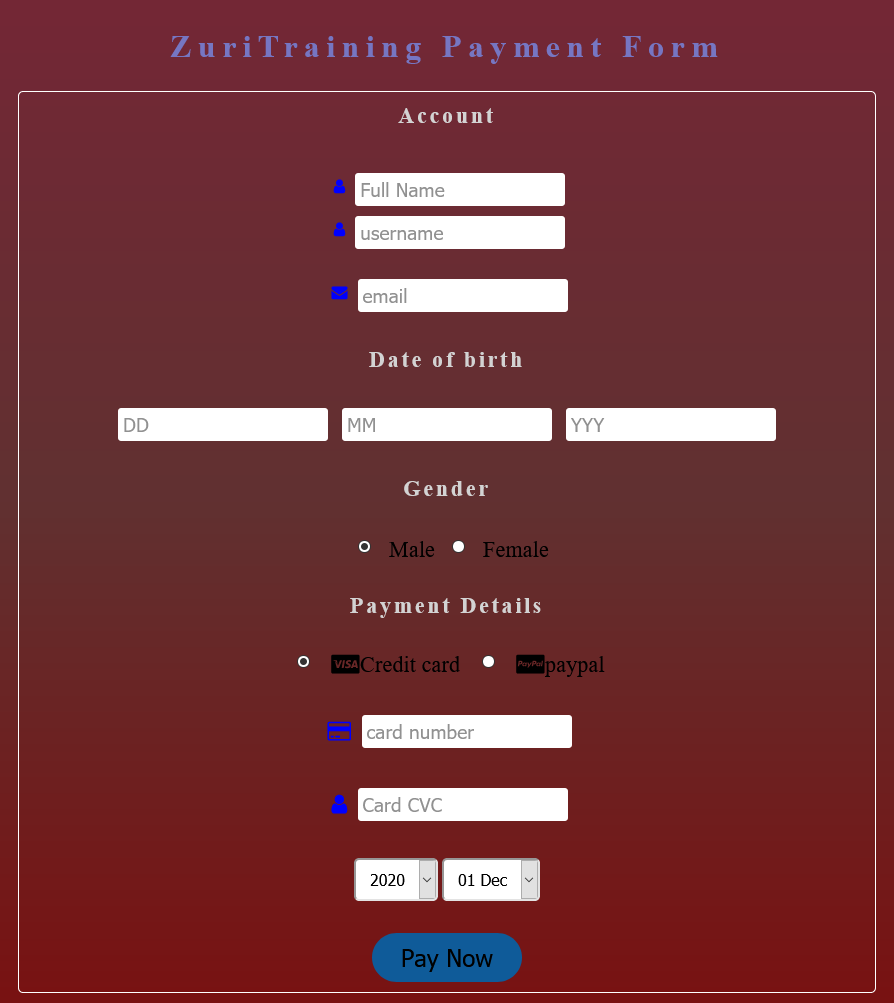 ZuriTraining Payment Form
Account
Full Name
username
email
Date of birth
DD MM YYY
Gender
Male Female
Payment Details
VISA Credit card PayPal paypal
card number
Card CVC
2020 01 Dec
Pay Now